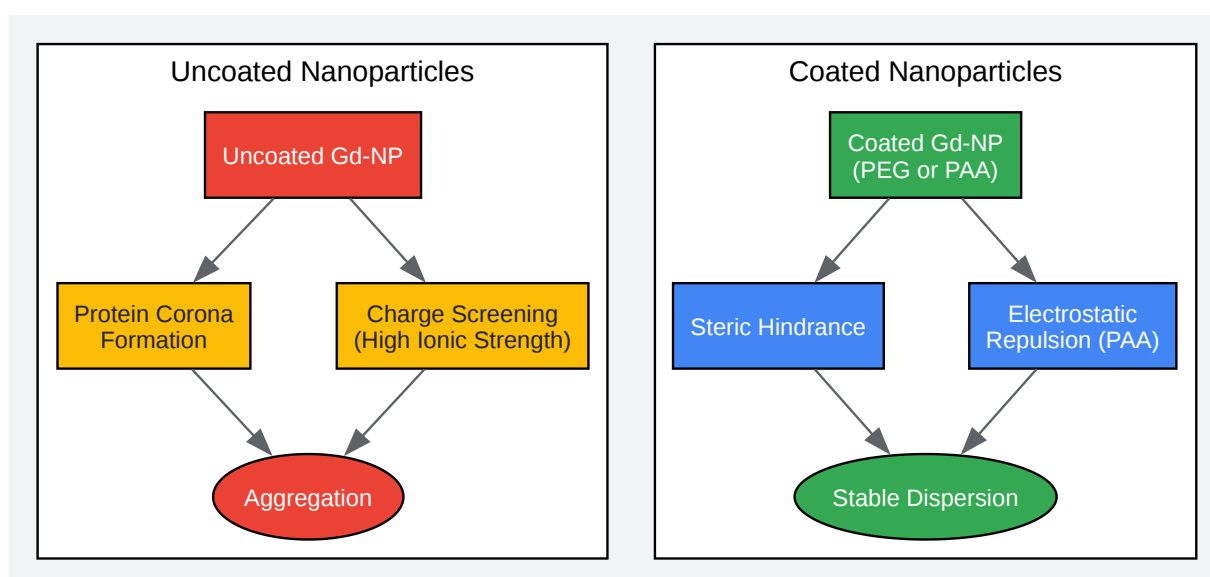 Uncoated Nanoparticles
Uncoated Gd-NP
Protein Corona
Formation
Charge Screening
(High Ionic Strength)
Aggregation
Coated Nanoparticles
Coated Gd-NP
(PEG or PAA)
Steric Hindrance
Electrostatic
Repulsion (PAA)
Stable Dispersion